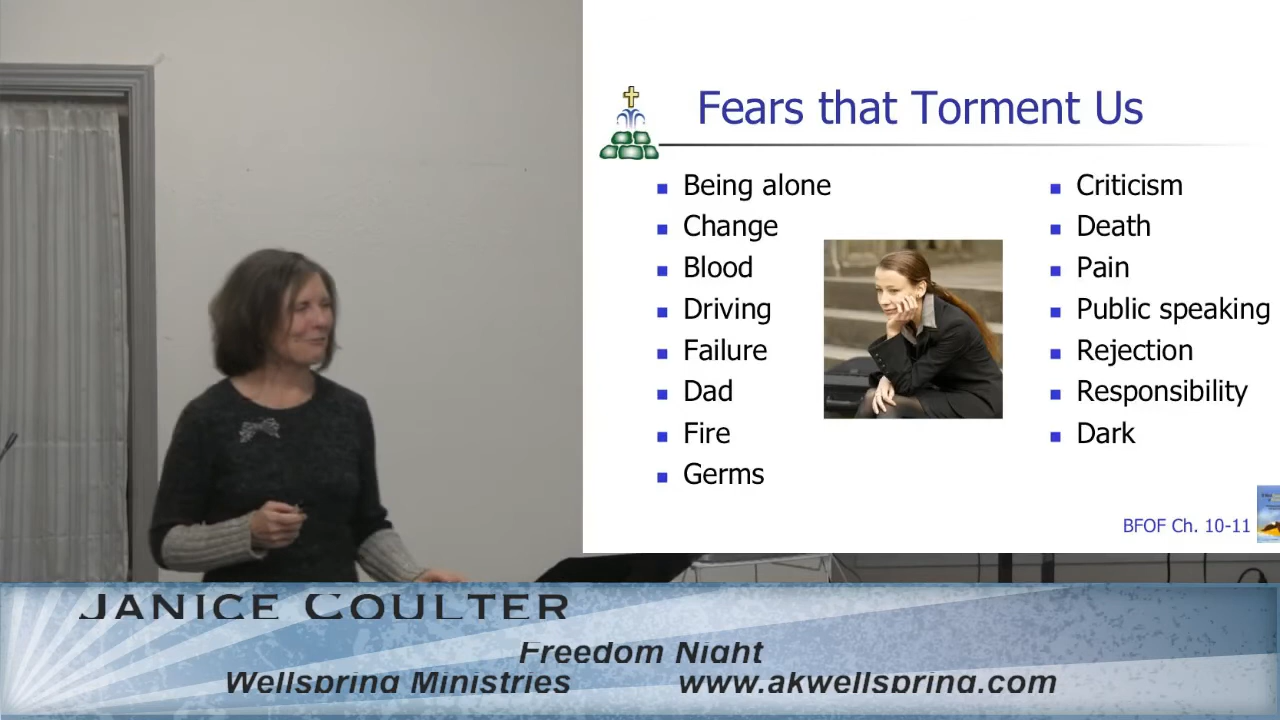 Fears that Torment Us
Being alone
Change
Blood
Driving
Failure
Dad
Fire
Germs
Criticism
Death
Pain
Public speaking
Rejection
Responsibility
Dark
BFOF Ch. 10-11
JANICE COULTER
Freedom Night
Wellspring Ministries www.akwellspring.com